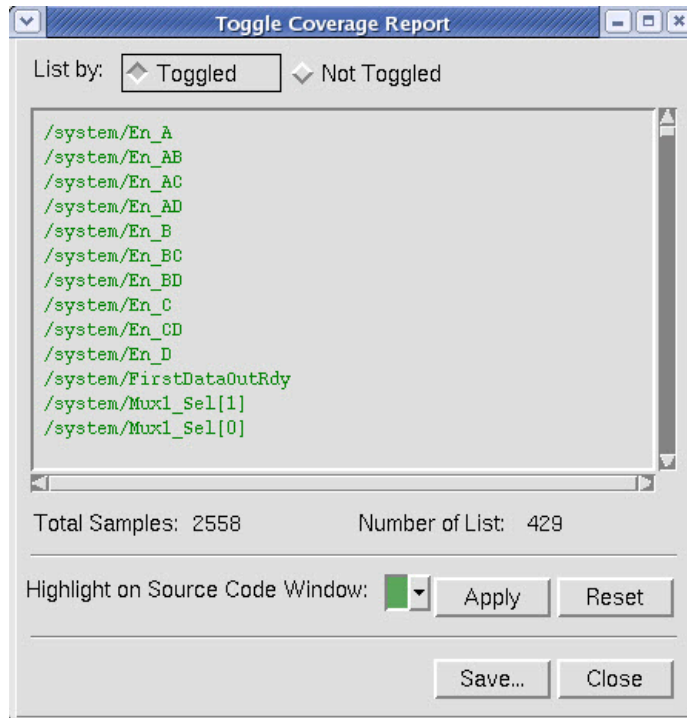 Toggle Coverage Report
List by: Toggled Not Toggled
/system/En_A
/system/En_AB
/system/En_AC
/system/En_AD
/system/En_B
/system/En_BC
/system/En_BD
/system/En_C
/system/En_CD
/system/En_D
/system/FirstDataOutRdy
/system/Mux1_Sel[1]
/system/Mux1_Sel[0]
Total Samples: 2558 Number of List: 429
Highlight on Source Code Window: Apply Reset
Save... Close